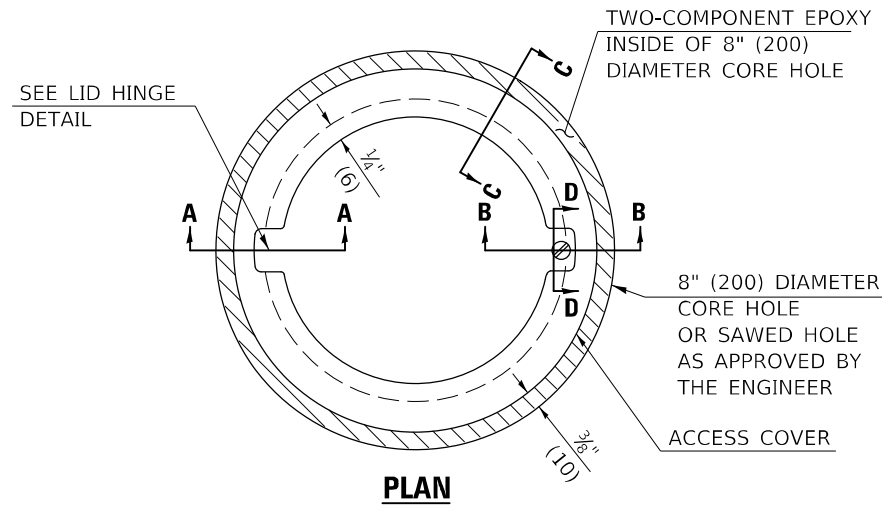 TWO-COMPONENT EPOXY
INSIDE OF 8" (200)
DIAMETER CORE HOLE
SEE LID HINGE
DETAIL
C
C
1/4"
(6)
A
A
B
B
D
D
8" (200) DIAMETER
CORE HOLE
OR SAWED HOLE
AS APPROVED BY
THE ENGINEER
ACCESS COVER
3/8"
(10)
PLAN